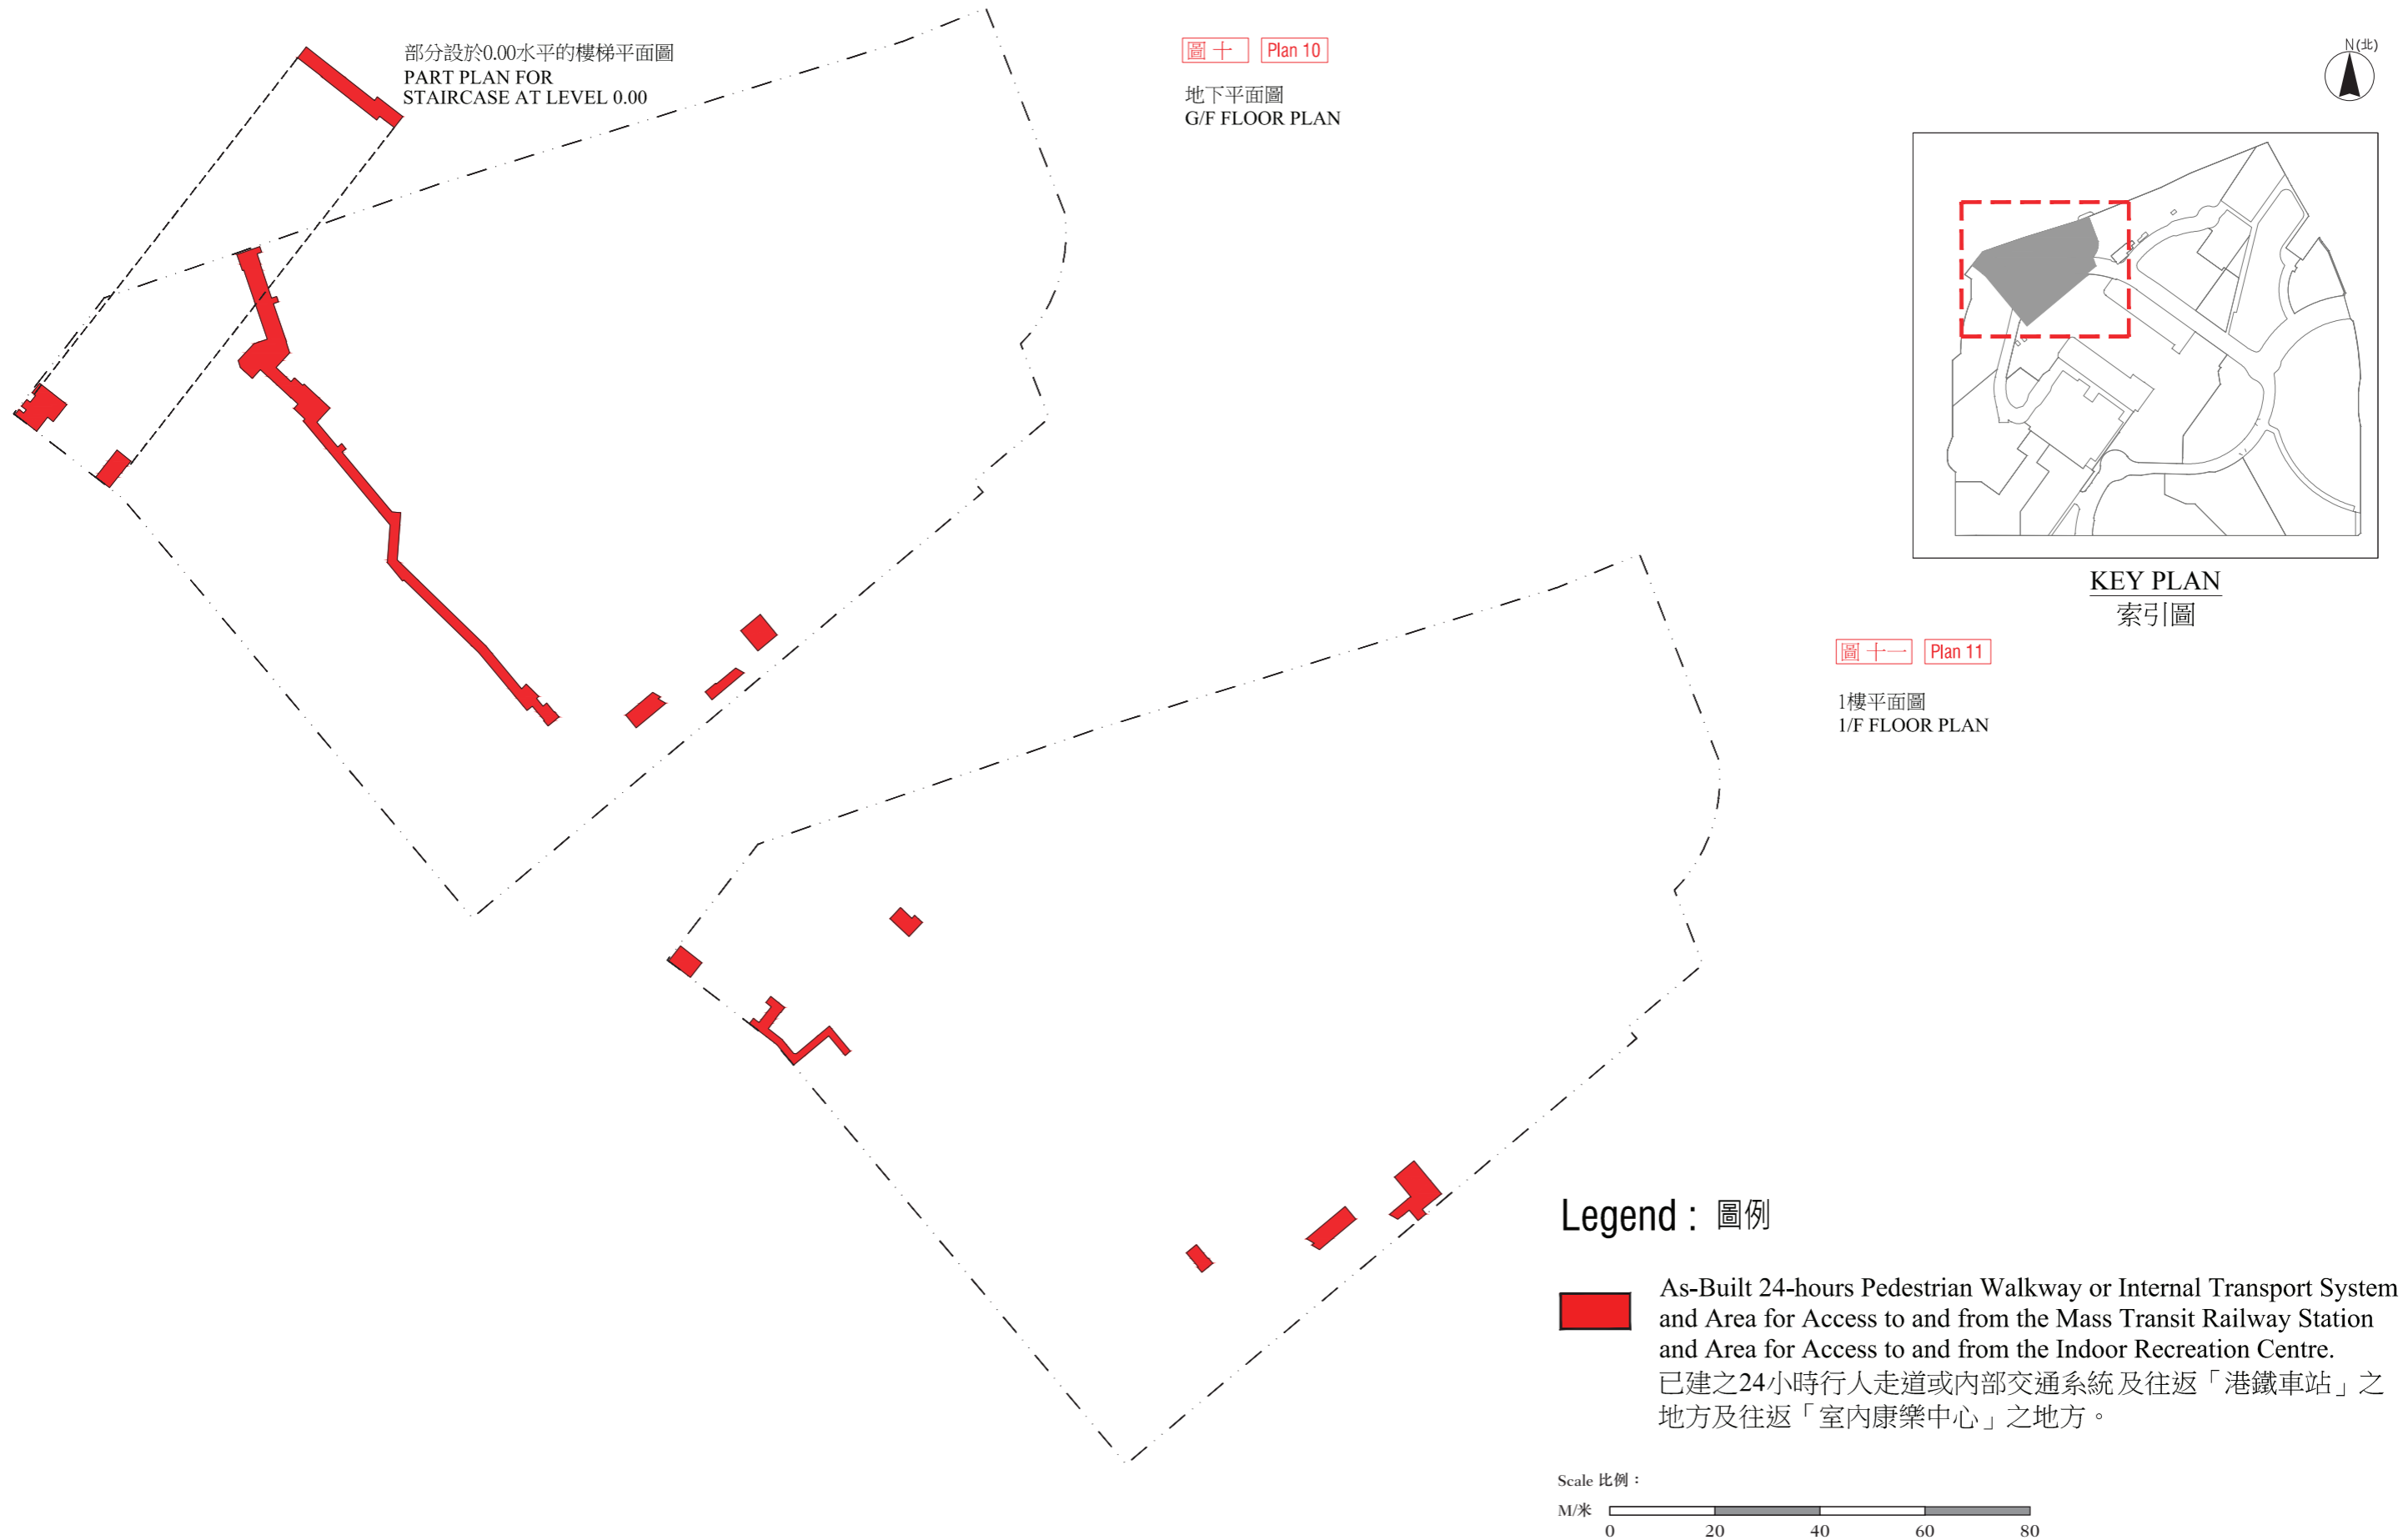 部分設於0.00水平的樓梯平面圖
PART PLAN FOR
STAIRCASE AT LEVEL 0.00
圖 十 Plan 10
地下平面圖
G/F FLOOR PLAN
N(北)
KEY PLAN
索引圖
圖 十一 Plan 11
1樓平面圖
1/F FLOOR PLAN
Legend : 圖例
As-Built 24-hours Pedestrian Walkway or Internal Transport System
and Area for Access to and from the Mass Transit Railway Station
and Area for Access to and from the Indoor Recreation Centre.
已建之24小時行人走道或內部交通系統及往返「港鐵車站」之
地方及往返「室內康樂中心」之地方。
Scale 比例：
M/米
0 20 40 60 80